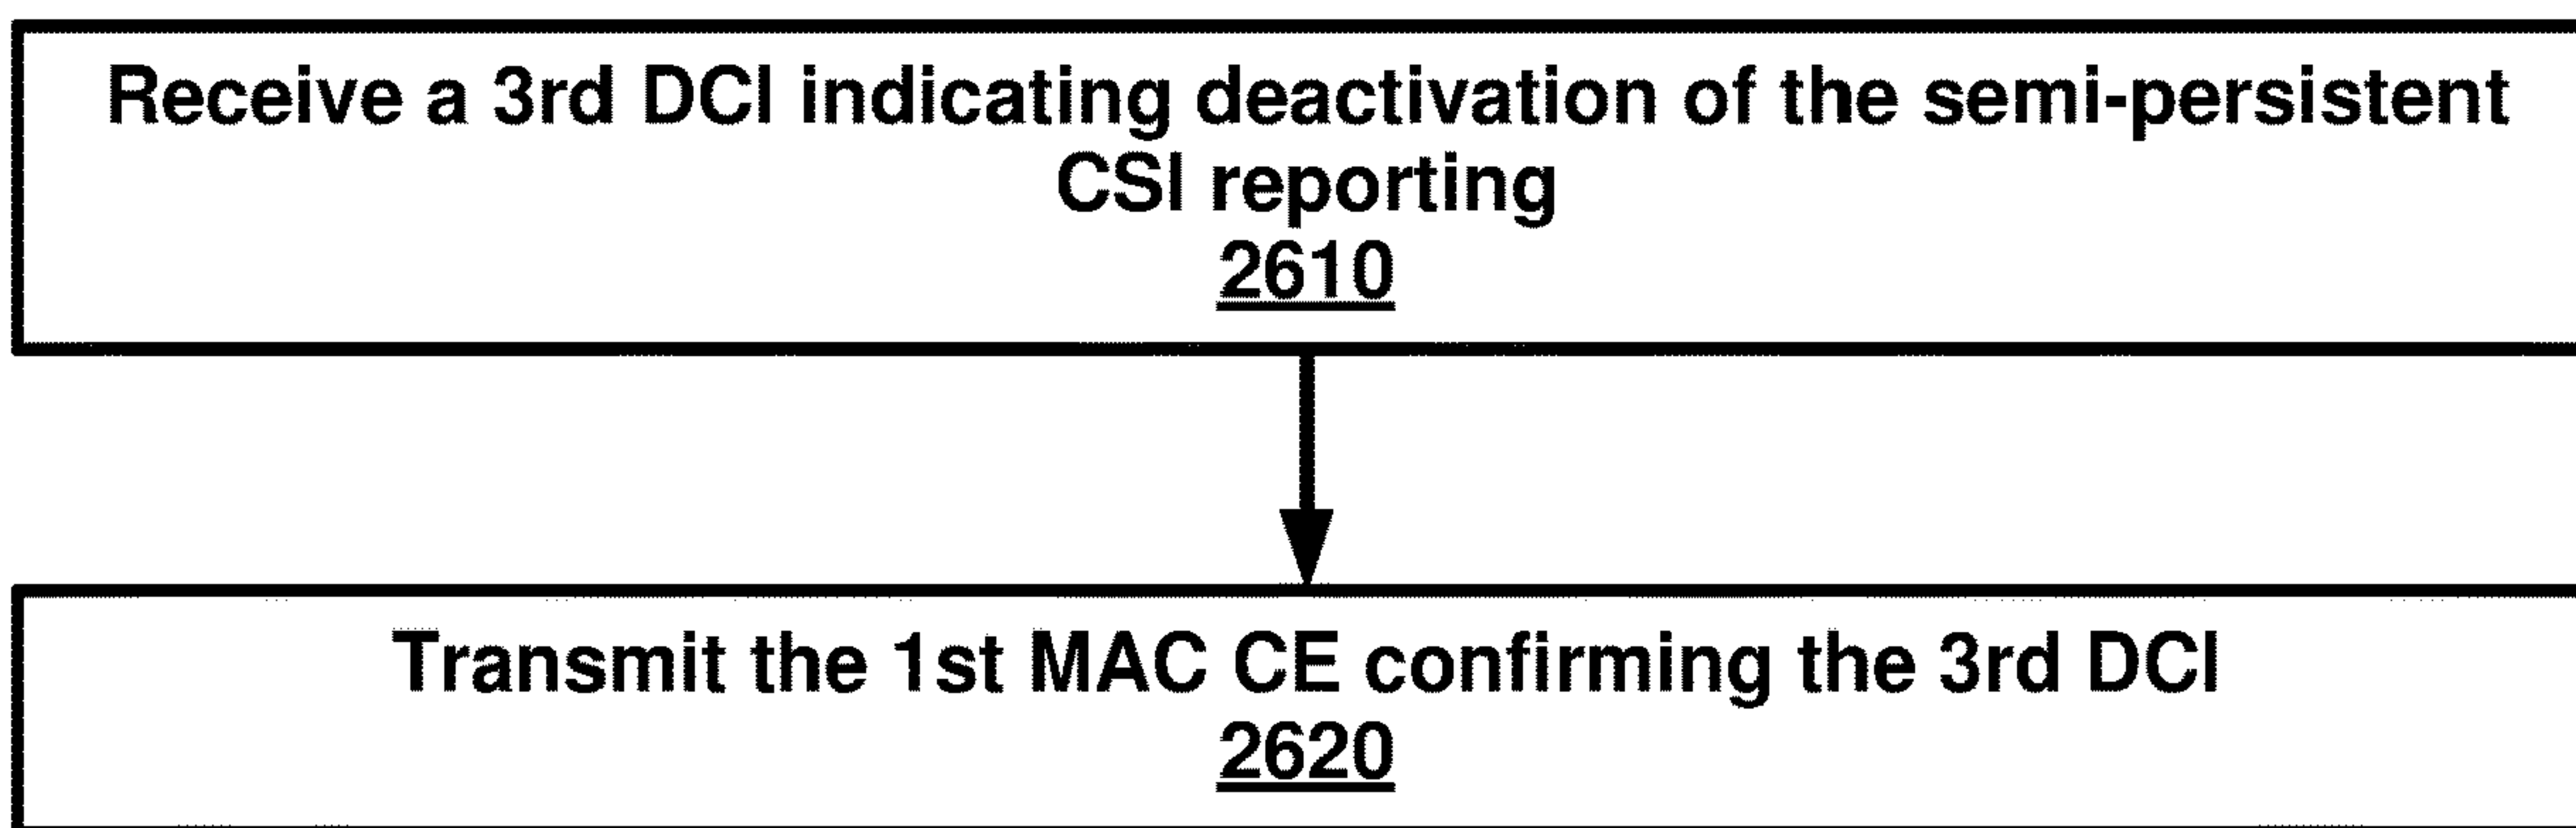 Receive a 3rd DCI indicating deactivation of the semi-persistent
CSI reporting
2610
Transmit the 1st MAC CE confirming the 3rd DCI
2620